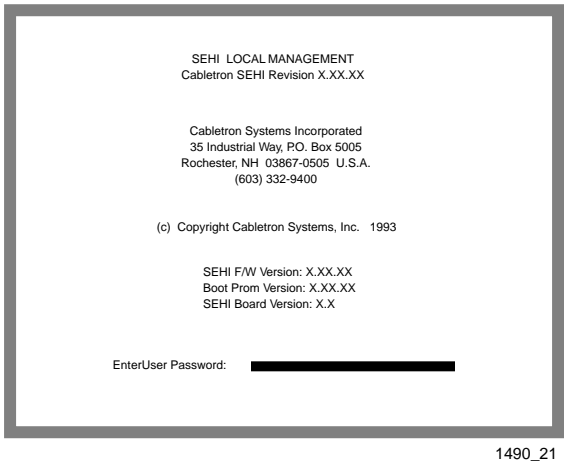 SEHI LOCAL MANAGEMENT
Cabletron SEHI Revision X.XX.XX
Cabletron Systems Incorporated
35 Industrial Way, P.O. Box 5005
Rochester, NH 03867-0505 U.S.A.
(603) 332-9400
(c) Copyright Cabletron Systems, Inc. 1993
SEHI F/W Version: X.XX.XX
Boot Prom Version: X.XX.XX
SEHI Board Version: X.X
EnterUser Password:
1490_21